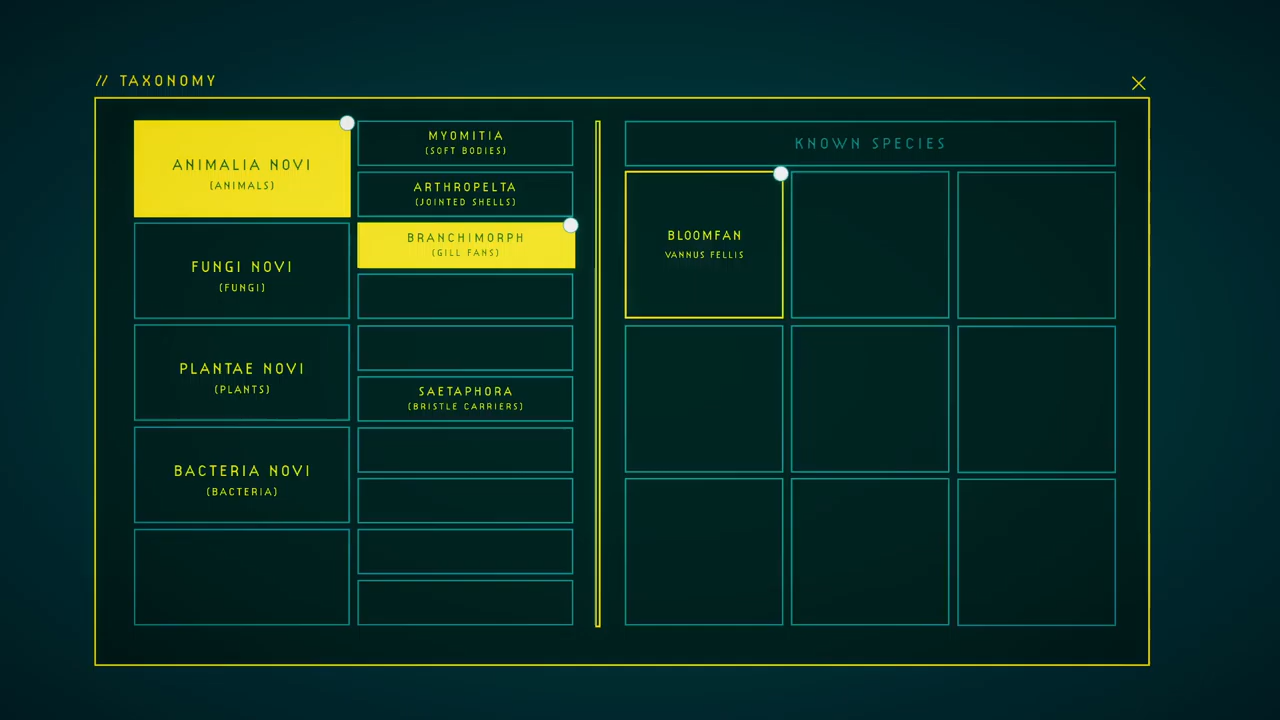 // TAXONOMY
ANIMALIA NOVI
(ANIMALS)
FUNGI NOVI
(FUNGI)
PLANTAE NOVI
(PLANTS)
BACTERIA NOVI
(BACTERIA)
MYOMITIA
(SOFT BODIES)
ARTHROPELTA
(JOINTED SHELLS)
BRANCHIMORPH
(GILL FANS)
SAETAPHORA
(BRISTLE CARRIERS)
KNOWN SPECIES
BLOOMFAN
VANNUS FELLIS